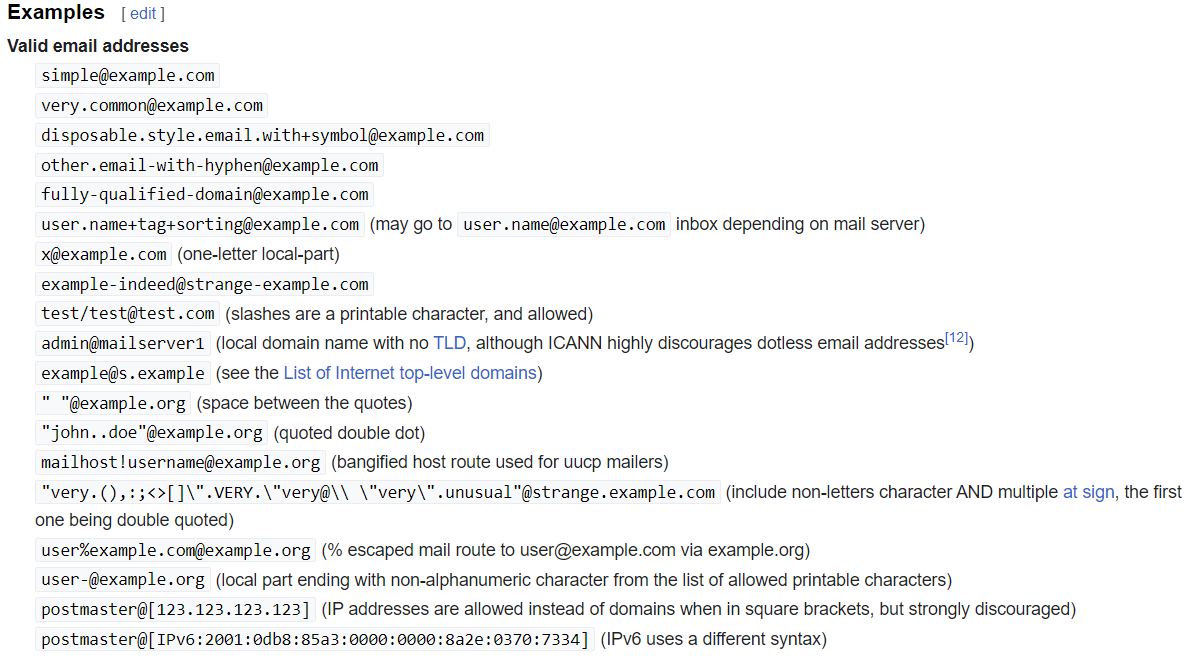 Examples [ edit ]
Valid email addresses
simple@example.com
very.common@example.com
disposable.style.email.with+symbol@example.com
other.email-with-hyphen@example.com
fully-qualified-domain@example.com
user.name+tag+sorting@example.com (may go to user.name@example.com inbox depending on mail server)
x@example.com (one-letter local-part)
example-indeed@strange-example.com
test/test@test.com (slashes are a printable character, and allowed)
admin@mailserver1 (local domain name with no TLD, although ICANN highly discourages dotless email addresses[12])
example@s.example (see the List of Internet top-level domains)
" "@example.org (space between the quotes)
"john..doe"@example.org (quoted double dot)
mailhost!username@example.org (bangified host route used for uucp mailers)
"very.(),:;<>[]\".VERY.\"very@\\ \"very\".unusual"@strange.example.com (include non-letters character AND multiple at sign, the first
one being double quoted)
user%example.com@example.org (% escaped mail route to user@example.com via example.org)
user-@example.org (local part ending with non-alphanumeric character from the list of allowed printable characters)
postmaster@[123.123.123.123] (IP addresses are allowed instead of domains when in square brackets, but strongly discouraged)
postmaster@[IPv6:2001:0db8:85a3:0000:0000:8a2e:0370:7334] (IPv6 uses a different syntax)